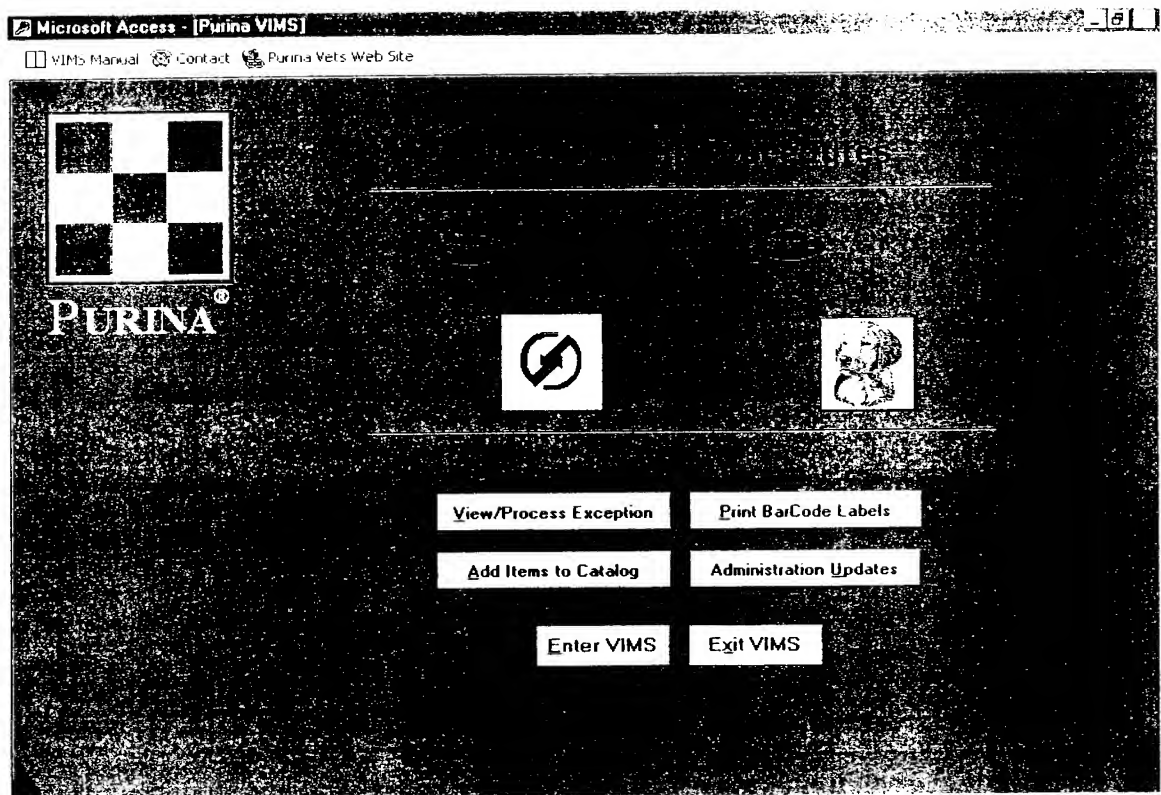 Microsoft Access - [Purina VIMS]
VIMS Manual Contact Purina Vets Web Site
PURINA®
View/Process Exception Print BarCode Labels
Add Items to Catalog Administration Updates
Enter VIMS Exit VIMS